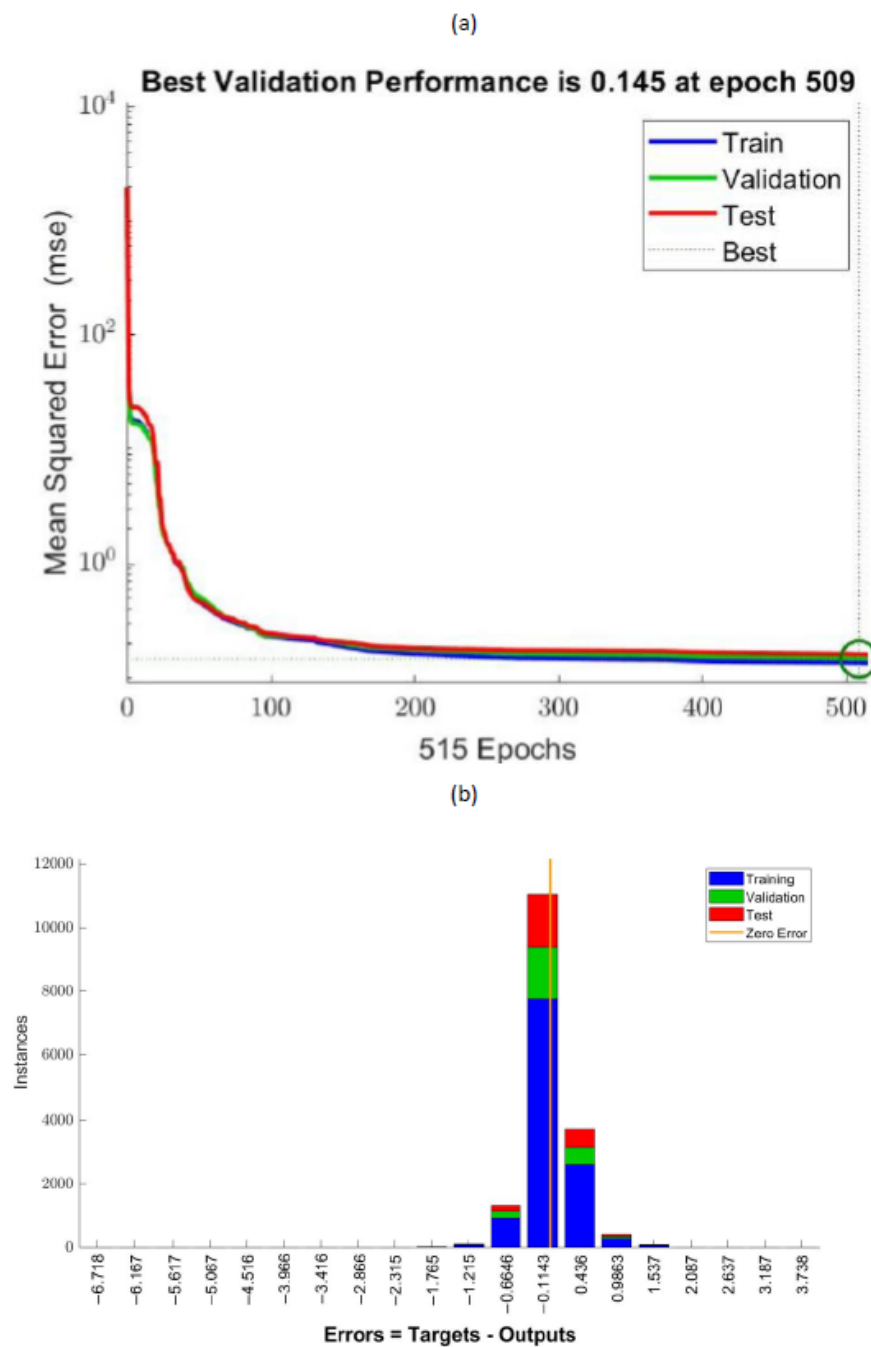 (a)
Best Validation Performance is 0.145 at epoch 509
10^4
10^2
10^0
Mean Squared Error (mse)
Train
Validation
Test
Best
0 100 200 300 400 500
515 Epochs
(b)
12000
10000
8000
6000
4000
2000
0
Instances
Training
Validation
Test
Zero Error
−6.718 −6.167 −5.617 −5.067 −4.516 −3.966 −3.416 −2.866 −2.315 −1.765 −1.215 −0.6646 −0.1143 0.436 0.9863 1.537 2.087 2.637 3.187 3.738
Errors = Targets - Outputs